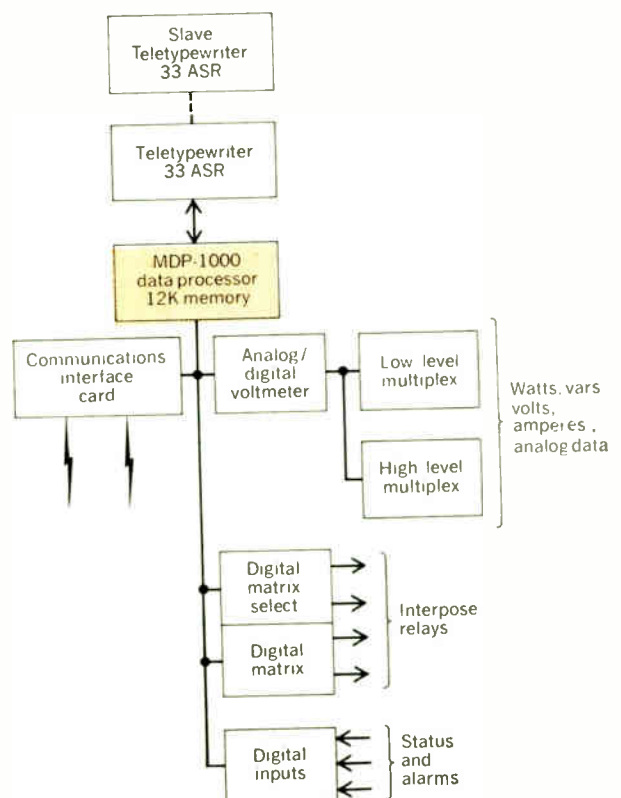 Slave
Teletypewriter
33 ASR
Teletypewriter
33 ASR
MDP-1000
data processor
12K memory
Communications
interface
card
Analog/
digital
voltmeter
Low level
multiplex
High level
multiplex
Watts, vars
volts,
amperes,
analog data
Digital
matrix
select
Digital
matrix
Interpose
relays
Digital
inputs
Status
and
alarms